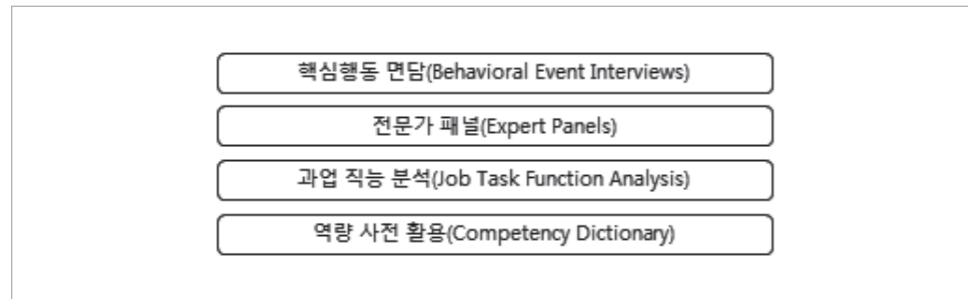 핵심행동 면담(Behavioral Event Interviews)
전문가 패널(Expert Panels)
과업 직능 분석(Job Task Function Analysis)
역량 사전 활용(Competency Dictionary)